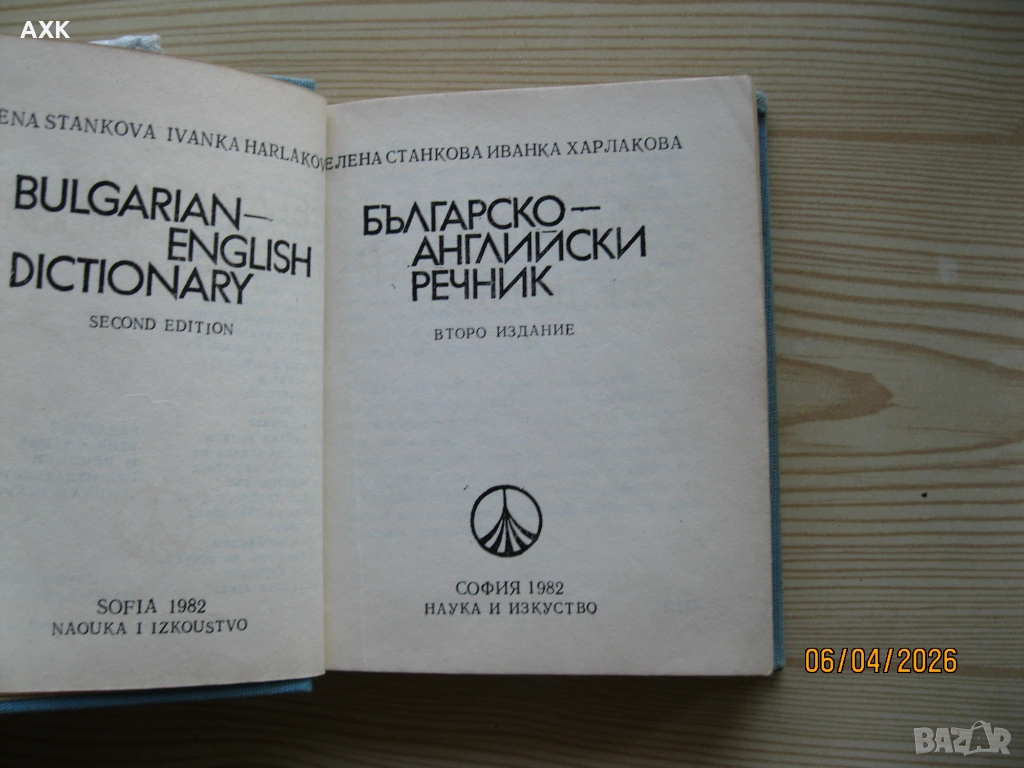 AXK
ENA STANKOVA IVANKA HARLAKOV
BULGARIAN—
ENGLISH
DICTIONARY
SECOND EDITION
SOFIA 1982
NAOUKA I IZKOUSTVO
ЕЛЕНА СТАНКОВА ИВАНКА ХАРЛАКОВА
БЪЛГАРСКО—
АНГЛИЙСКИ
РЕЧНИК
ВТОРО ИЗДАНИЕ
СОФИЯ 1982
НАУКА И ИЗКУСТВО
06/04/2026
BAZAR